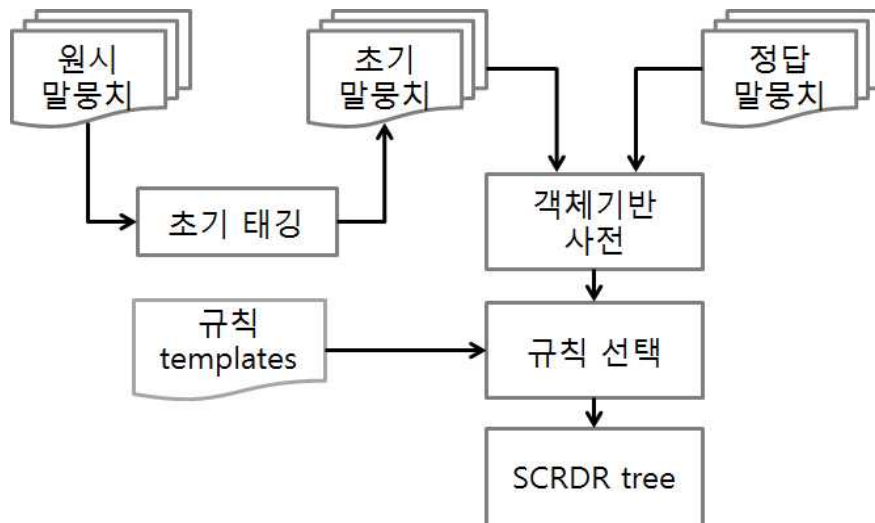 원시
말뭉치
초기
말뭉치
정답
말뭉치
초기 태깅
객체기반
사전
규칙
templates
규칙 선택
SCRDR tree